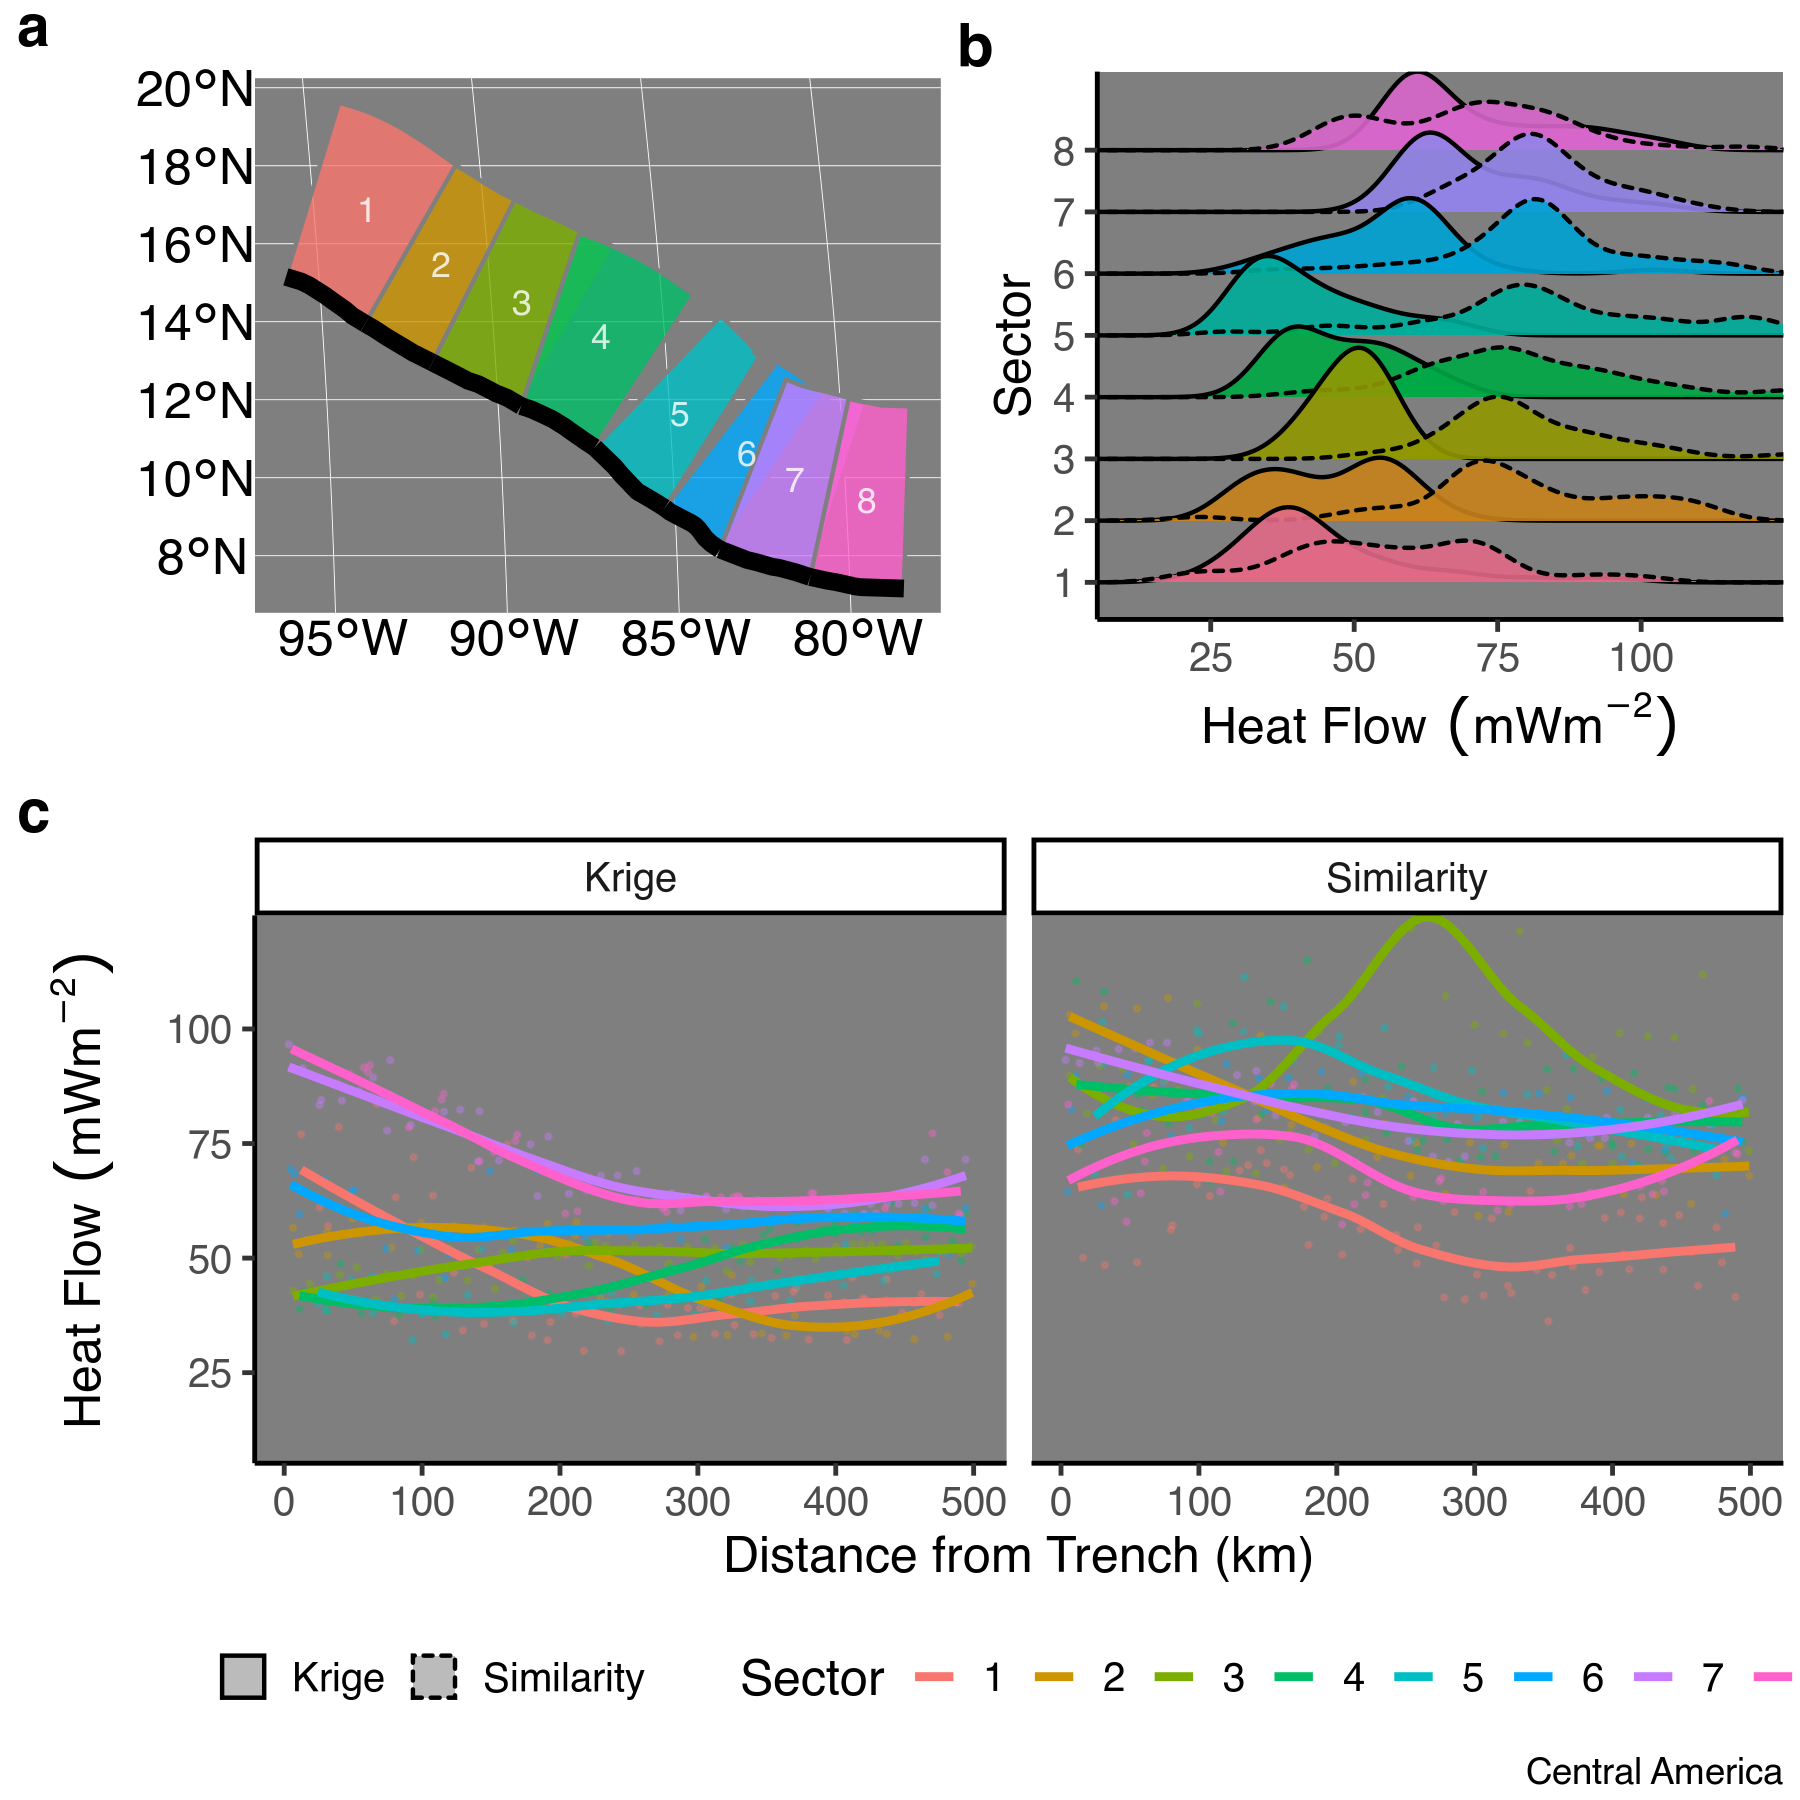 a
20°N
18°N
16°N
14°N
12°N
10°N
8°N
95°W 90°W 85°W 80°W
1
2
3
4
5
6
7
8
b
Sector
8
7
6
5
4
3
2
1
25 50 75 100
Heat Flow (mWm−2)
c
Krige Similarity
Heat Flow (mWm−2)
100
75
50
25
0 100 200 300 400 500 0 100 200 300 400 500
Distance from Trench (km)
Krige Similarity Sector 1 2 3 4 5 6 7
Central America